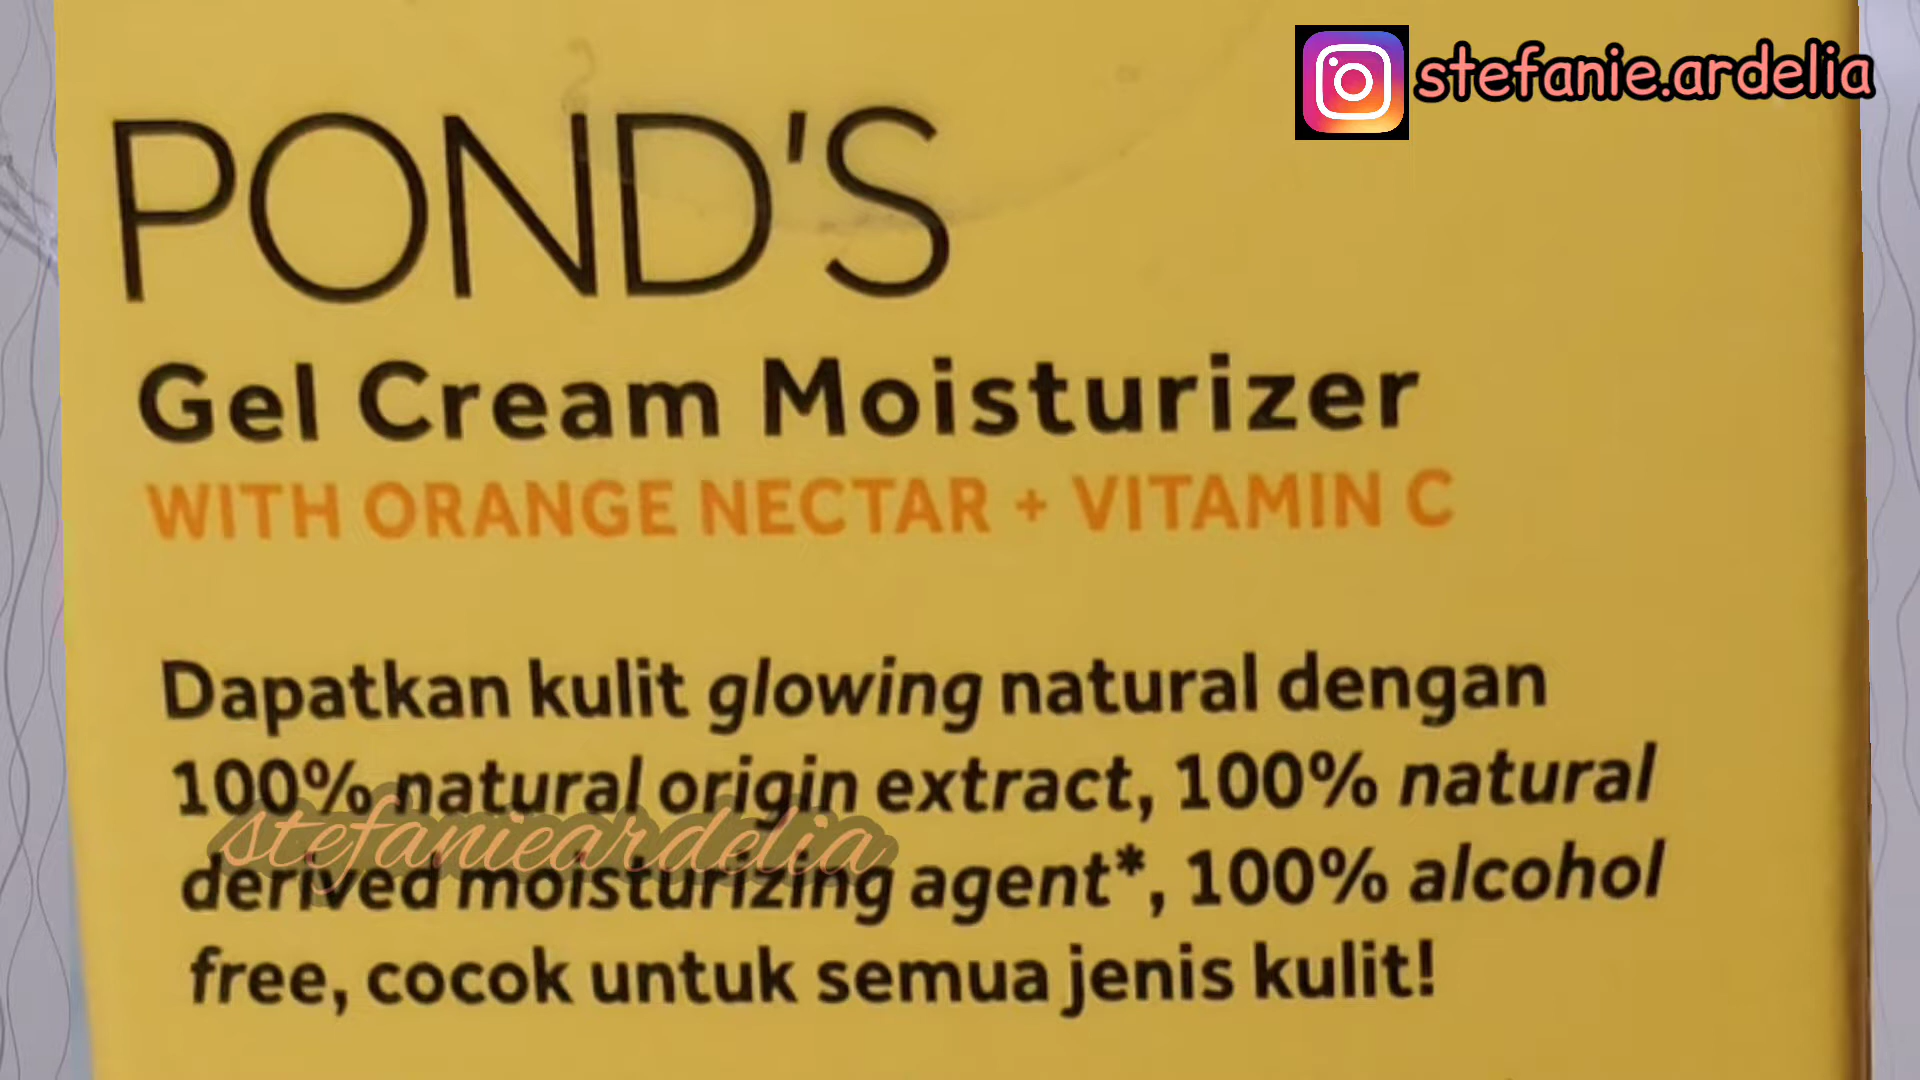 stefanie.ardelia
POND'S
Gel Cream Moisturizer
WITH ORANGE NECTAR + VITAMIN C
Dapatkan kulit glowing natural dengan
100% natural origin extract, 100% natural
stefanieardelia
derived moisturizing agent*, 100% alcohol
free, cocok untuk semua jenis kulit!